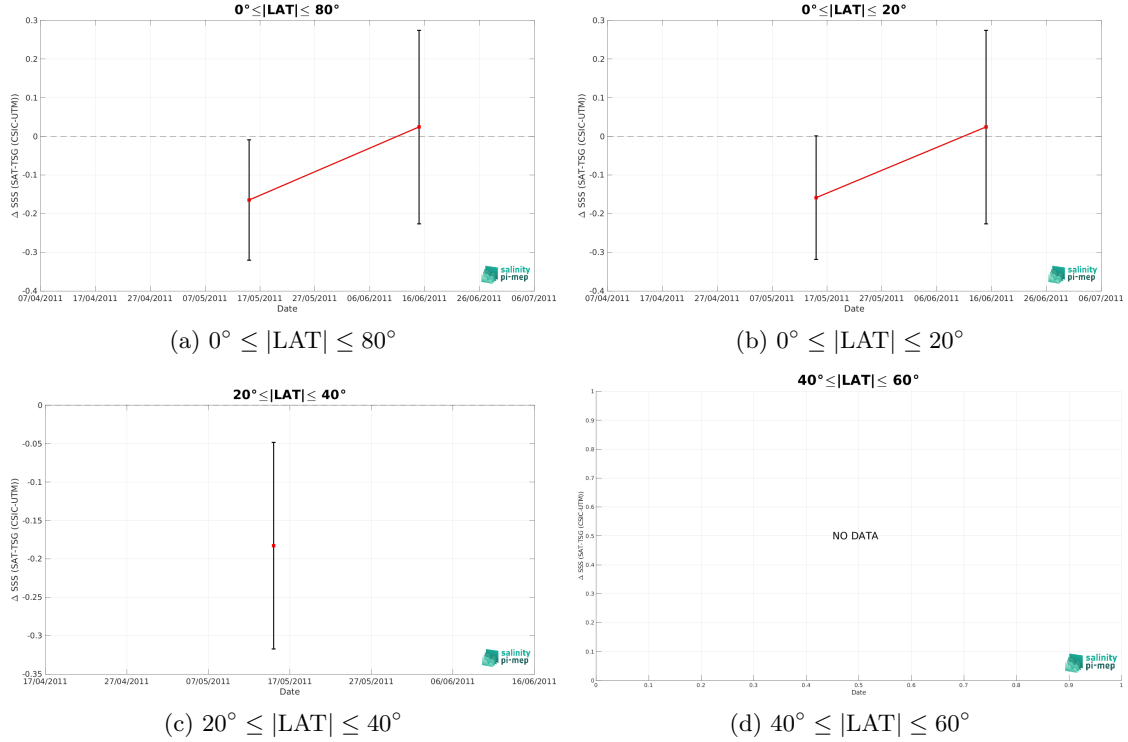 0°≤|LAT|≤ 80°
Δ SSS (SAT-TSG (CSIC-UTM))
0.3
0.2
0.1
0
-0.1
-0.2
-0.3
-0.4
07/04/2011 17/04/2011 27/04/2011 07/05/2011 17/05/2011 27/05/2011 06/06/2011 16/06/2011 26/06/2011 06/07/2011
Date
salinity
pi-mep
(a) 0° ≤ |LAT| ≤ 80°
0°≤|LAT|≤ 20°
Δ SSS (SAT-TSG (CSIC-UTM))
0.3
0.2
0.1
0
-0.1
-0.2
-0.3
-0.4
07/04/2011 17/04/2011 27/04/2011 07/05/2011 17/05/2011 27/05/2011 06/06/2011 16/06/2011 26/06/2011 06/07/2011
Date
salinity
pi-mep
(b) 0° ≤ |LAT| ≤ 20°
20°≤|LAT|≤ 40°
Δ SSS (SAT-TSG (CSIC-UTM))
0
-0.05
-0.1
-0.15
-0.2
-0.25
-0.3
-0.35
17/04/2011 27/04/2011 07/05/2011 17/05/2011 27/05/2011 06/06/2011 16/06/2011
Date
salinity
pi-mep
(c) 20° ≤ |LAT| ≤ 40°
40°≤|LAT|≤ 60°
Δ SSS (SAT-TSG (CSIC-UTM))
1
0.9
0.8
0.7
0.6
0.5
0.4
0.3
0.2
0.1
0
NO DATA
0 0.1 0.2 0.3 0.4 0.5 0.6 0.7 0.8 0.9 1
Date
salinity
pi-mep
(d) 40° ≤ |LAT| ≤ 60°